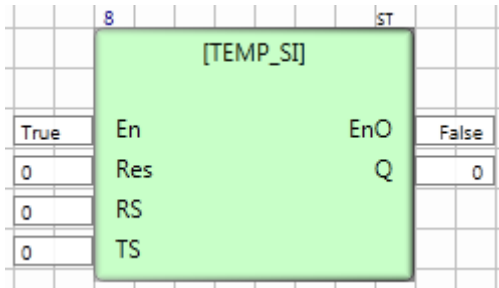 8 ST
[TEMP_SI]
True En EnO False
0 Res Q 0
0 RS
0 TS